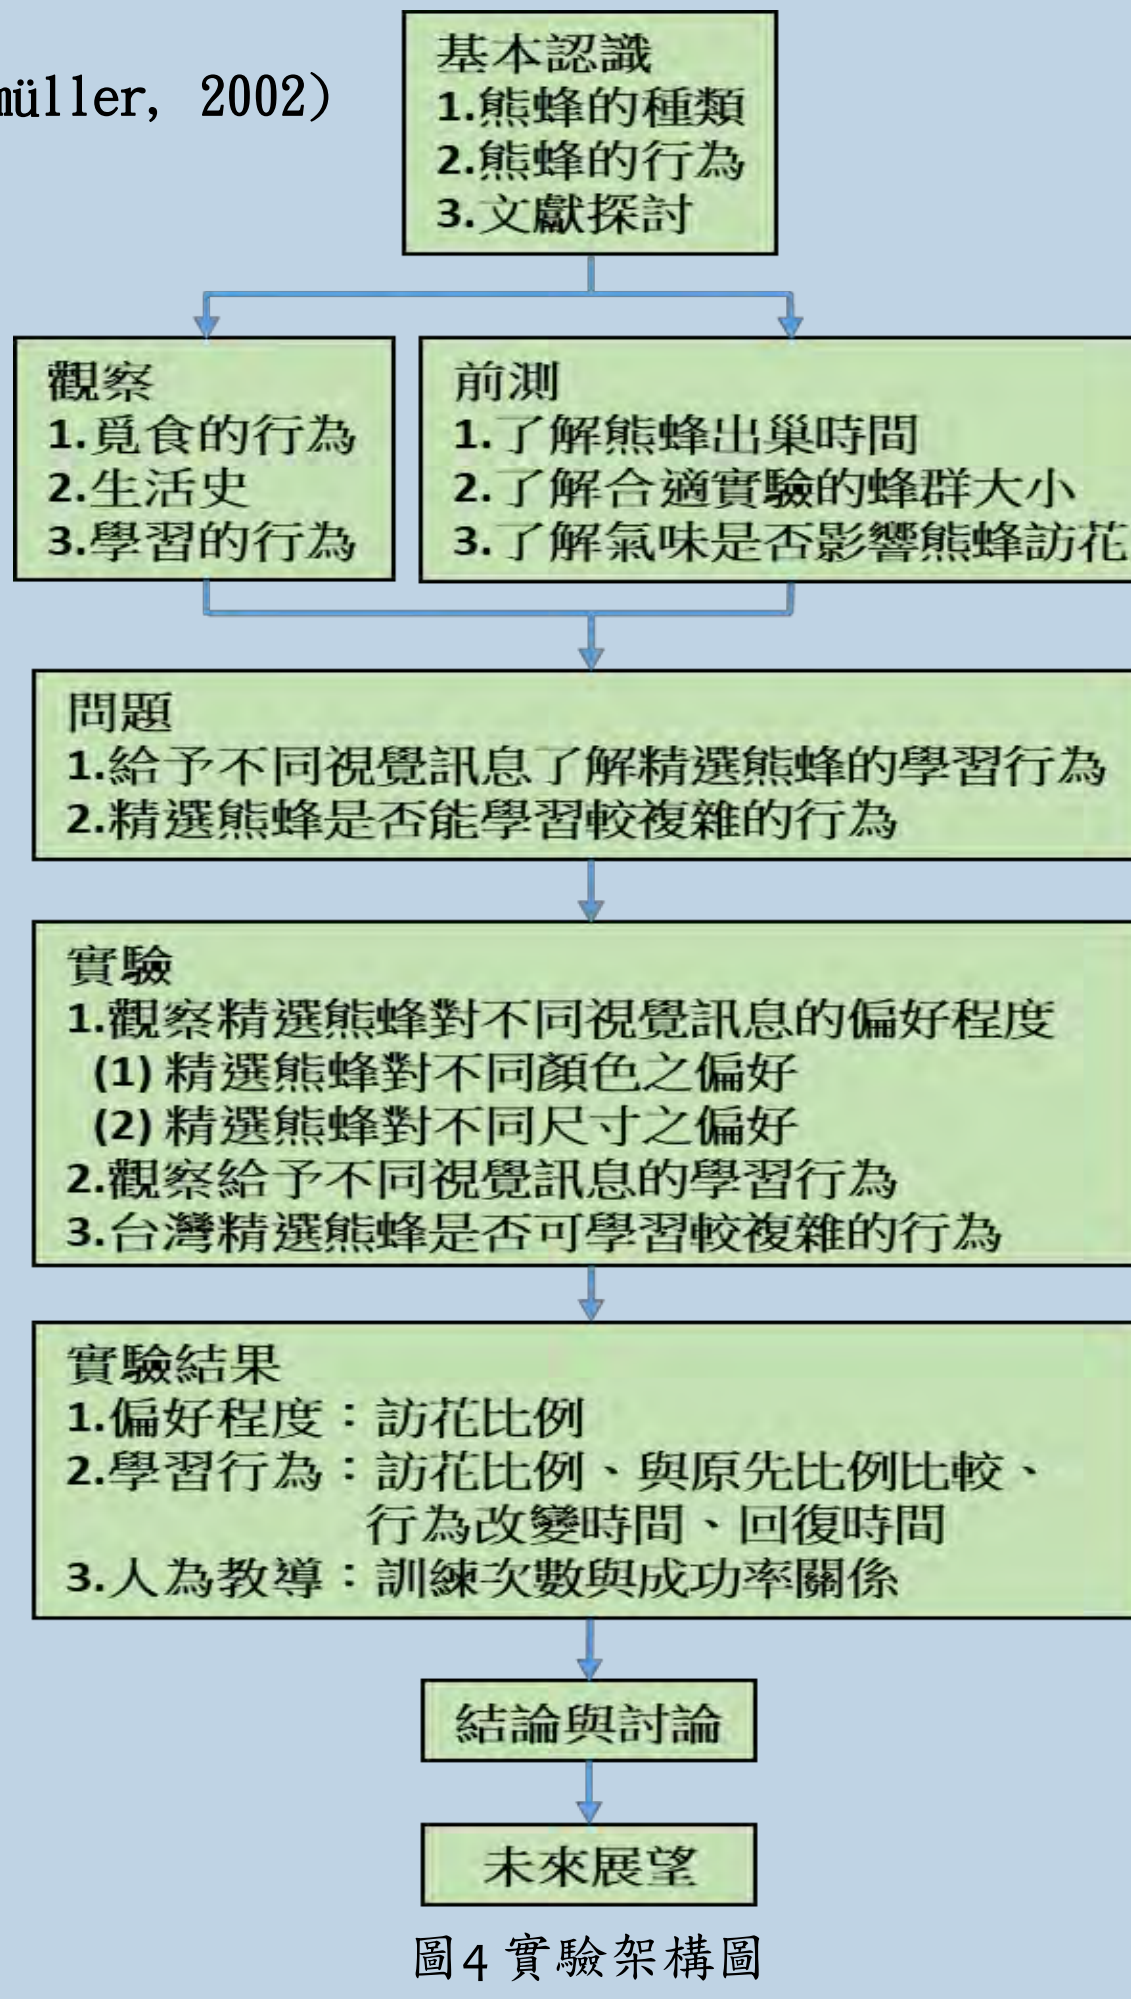 müller, 2002)
基本認識
1.熊蜂的種類
2.熊蜂的行為
3.文獻探討
觀察
1.覓食的行為
2.生活史
3.學習的行為
前測
1.了解熊蜂出巢時間
2.了解合適實驗的蜂群大小
3.了解氣味是否影響熊蜂訪花
問題
1.給予不同視覺訊息了解精選熊蜂的學習行為
2.精選熊蜂是否能學習較複雜的行為
實驗
1.觀察精選熊蜂對不同視覺訊息的偏好程度
(1) 精選熊蜂對不同顏色之偏好
(2) 精選熊蜂對不同尺寸之偏好
2.觀察給予不同視覺訊息的學習行為
3.台灣精選熊蜂是否可學習較複雜的行為
實驗結果
1.偏好程度：訪花比例
2.學習行為：訪花比例、與原先比例比較、
行為改變時間、回復時間
3.人為教導：訓練次數與成功率關係
結論與討論
未來展望
圖4 實驗架構圖